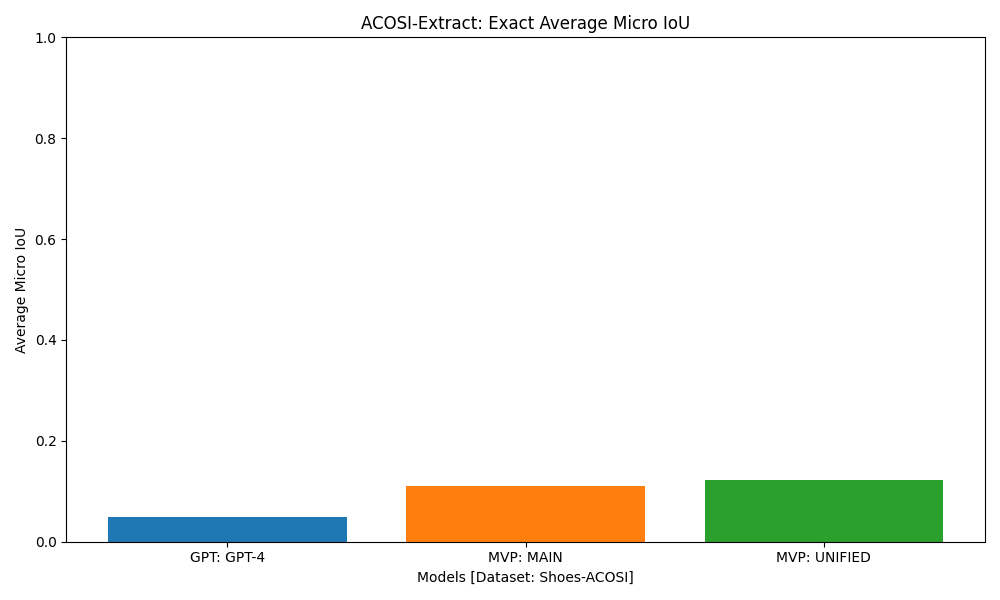 ACOSI-Extract: Exact Average Micro IoU
Average Micro IoU
1.0
0.8
0.6
0.4
0.2
0.0
GPT: GPT-4
MVP: MAIN
MVP: UNIFIED
Models [Dataset: Shoes-ACOSI]